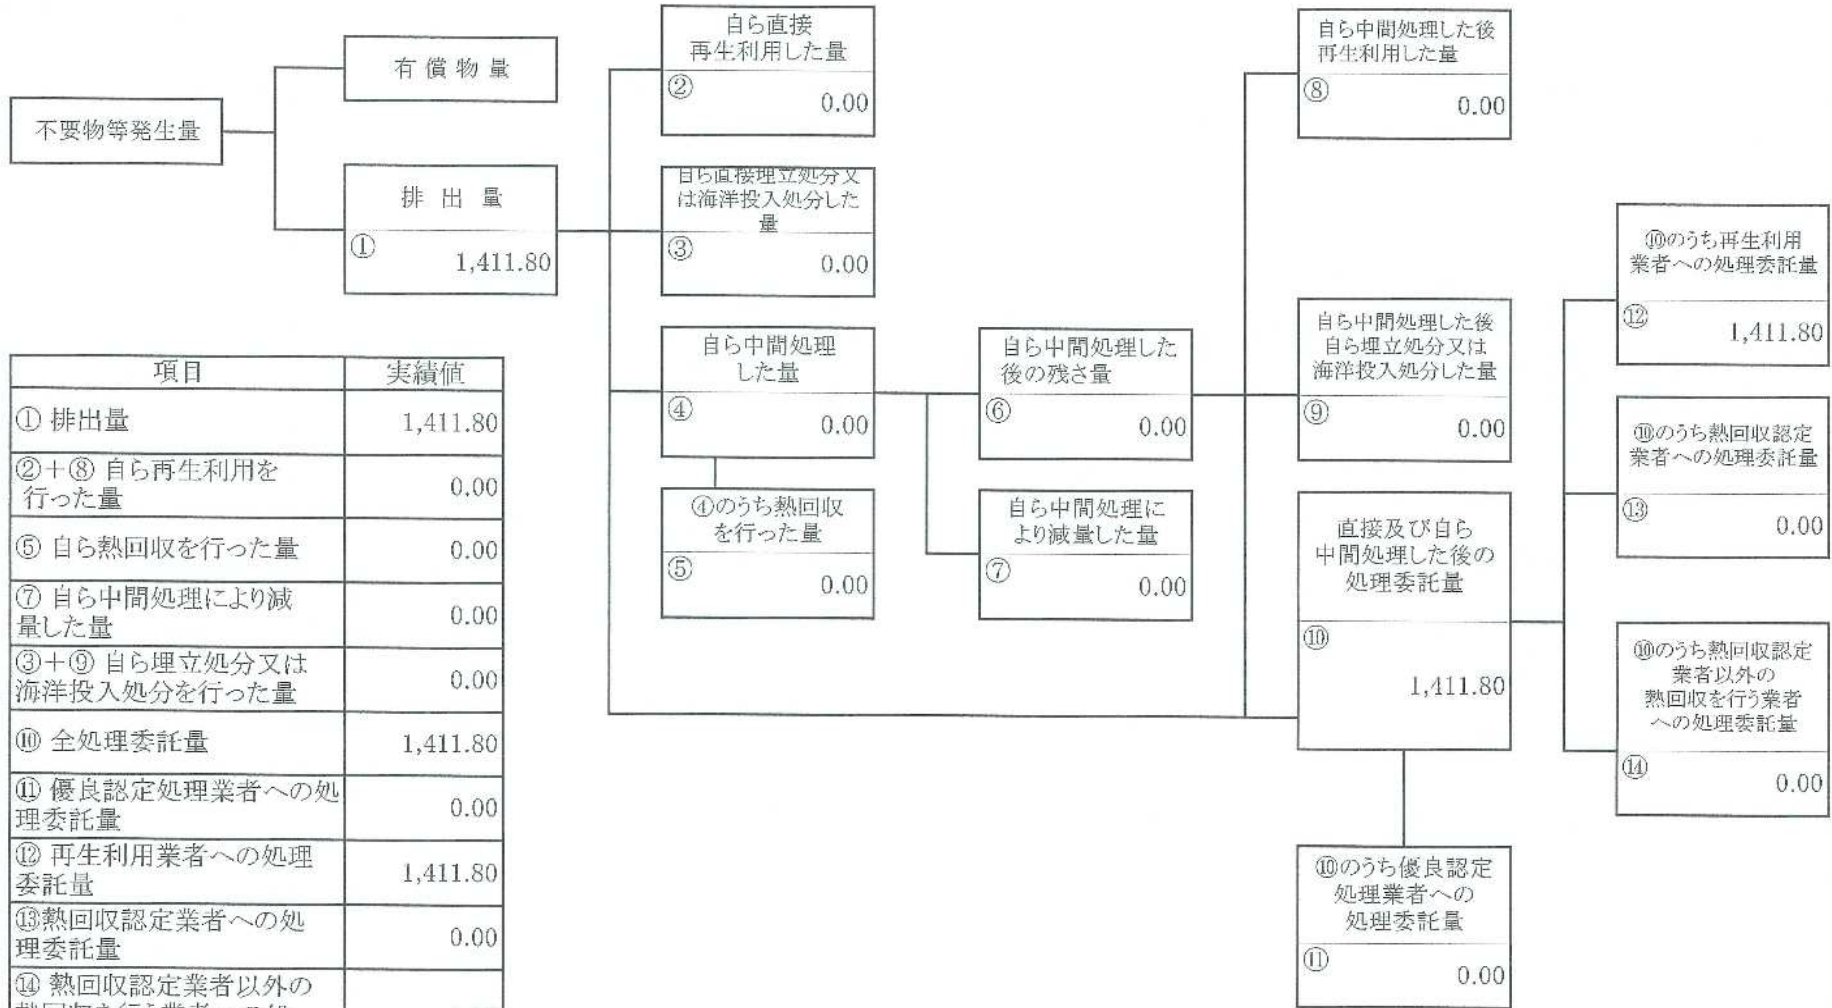 不要物等発生量
有償物量
排出量
①
1,411.80
自ら直接
再生利用した量
②
0.00
自ら直接埋立処分又
は海洋投入処分した
量
③
0.00
自ら中間処理
した量
④
0.00
④のうち熱回収
を行った量
⑤
0.00
自ら中間処理した
後の残さ量
⑥
0.00
自ら中間処理に
より減量した量
⑦
0.00
自ら中間処理した後
再生利用した量
⑧
0.00
自ら中間処理した後
自ら埋立処分又は
海洋投入処分した量
⑨
0.00
直接及び自ら
中間処理した後の
処理委託量
⑩
1,411.80
⑩のうち優良認定
処理業者への
処理委託量
⑪
0.00
⑩のうち再生利用
業者への処理委託量
⑫
1,411.80
⑩のうち熱回収認定
業者への処理委託量
⑬
0.00
⑩のうち熱回収認定
業者以外の
熱回収を行う業者
への処理委託量
⑭
0.00
項目 実績値
① 排出量 1,411.80
②+⑧ 自ら再生利用を
行った量 0.00
⑤ 自ら熱回収を行った量 0.00
⑦ 自ら中間処理により減
量した量 0.00
③+⑨ 自ら埋立処分又は
海洋投入処分を行った量 0.00
⑩ 全処理委託量 1,411.80
⑪ 優良認定処理業者への処
理委託量 0.00
⑫ 再生利用業者への処理
委託量 1,411.80
⑬熱回収認定業者への処
理委託量 0.00
⑭ 熱回収認定業者以外の